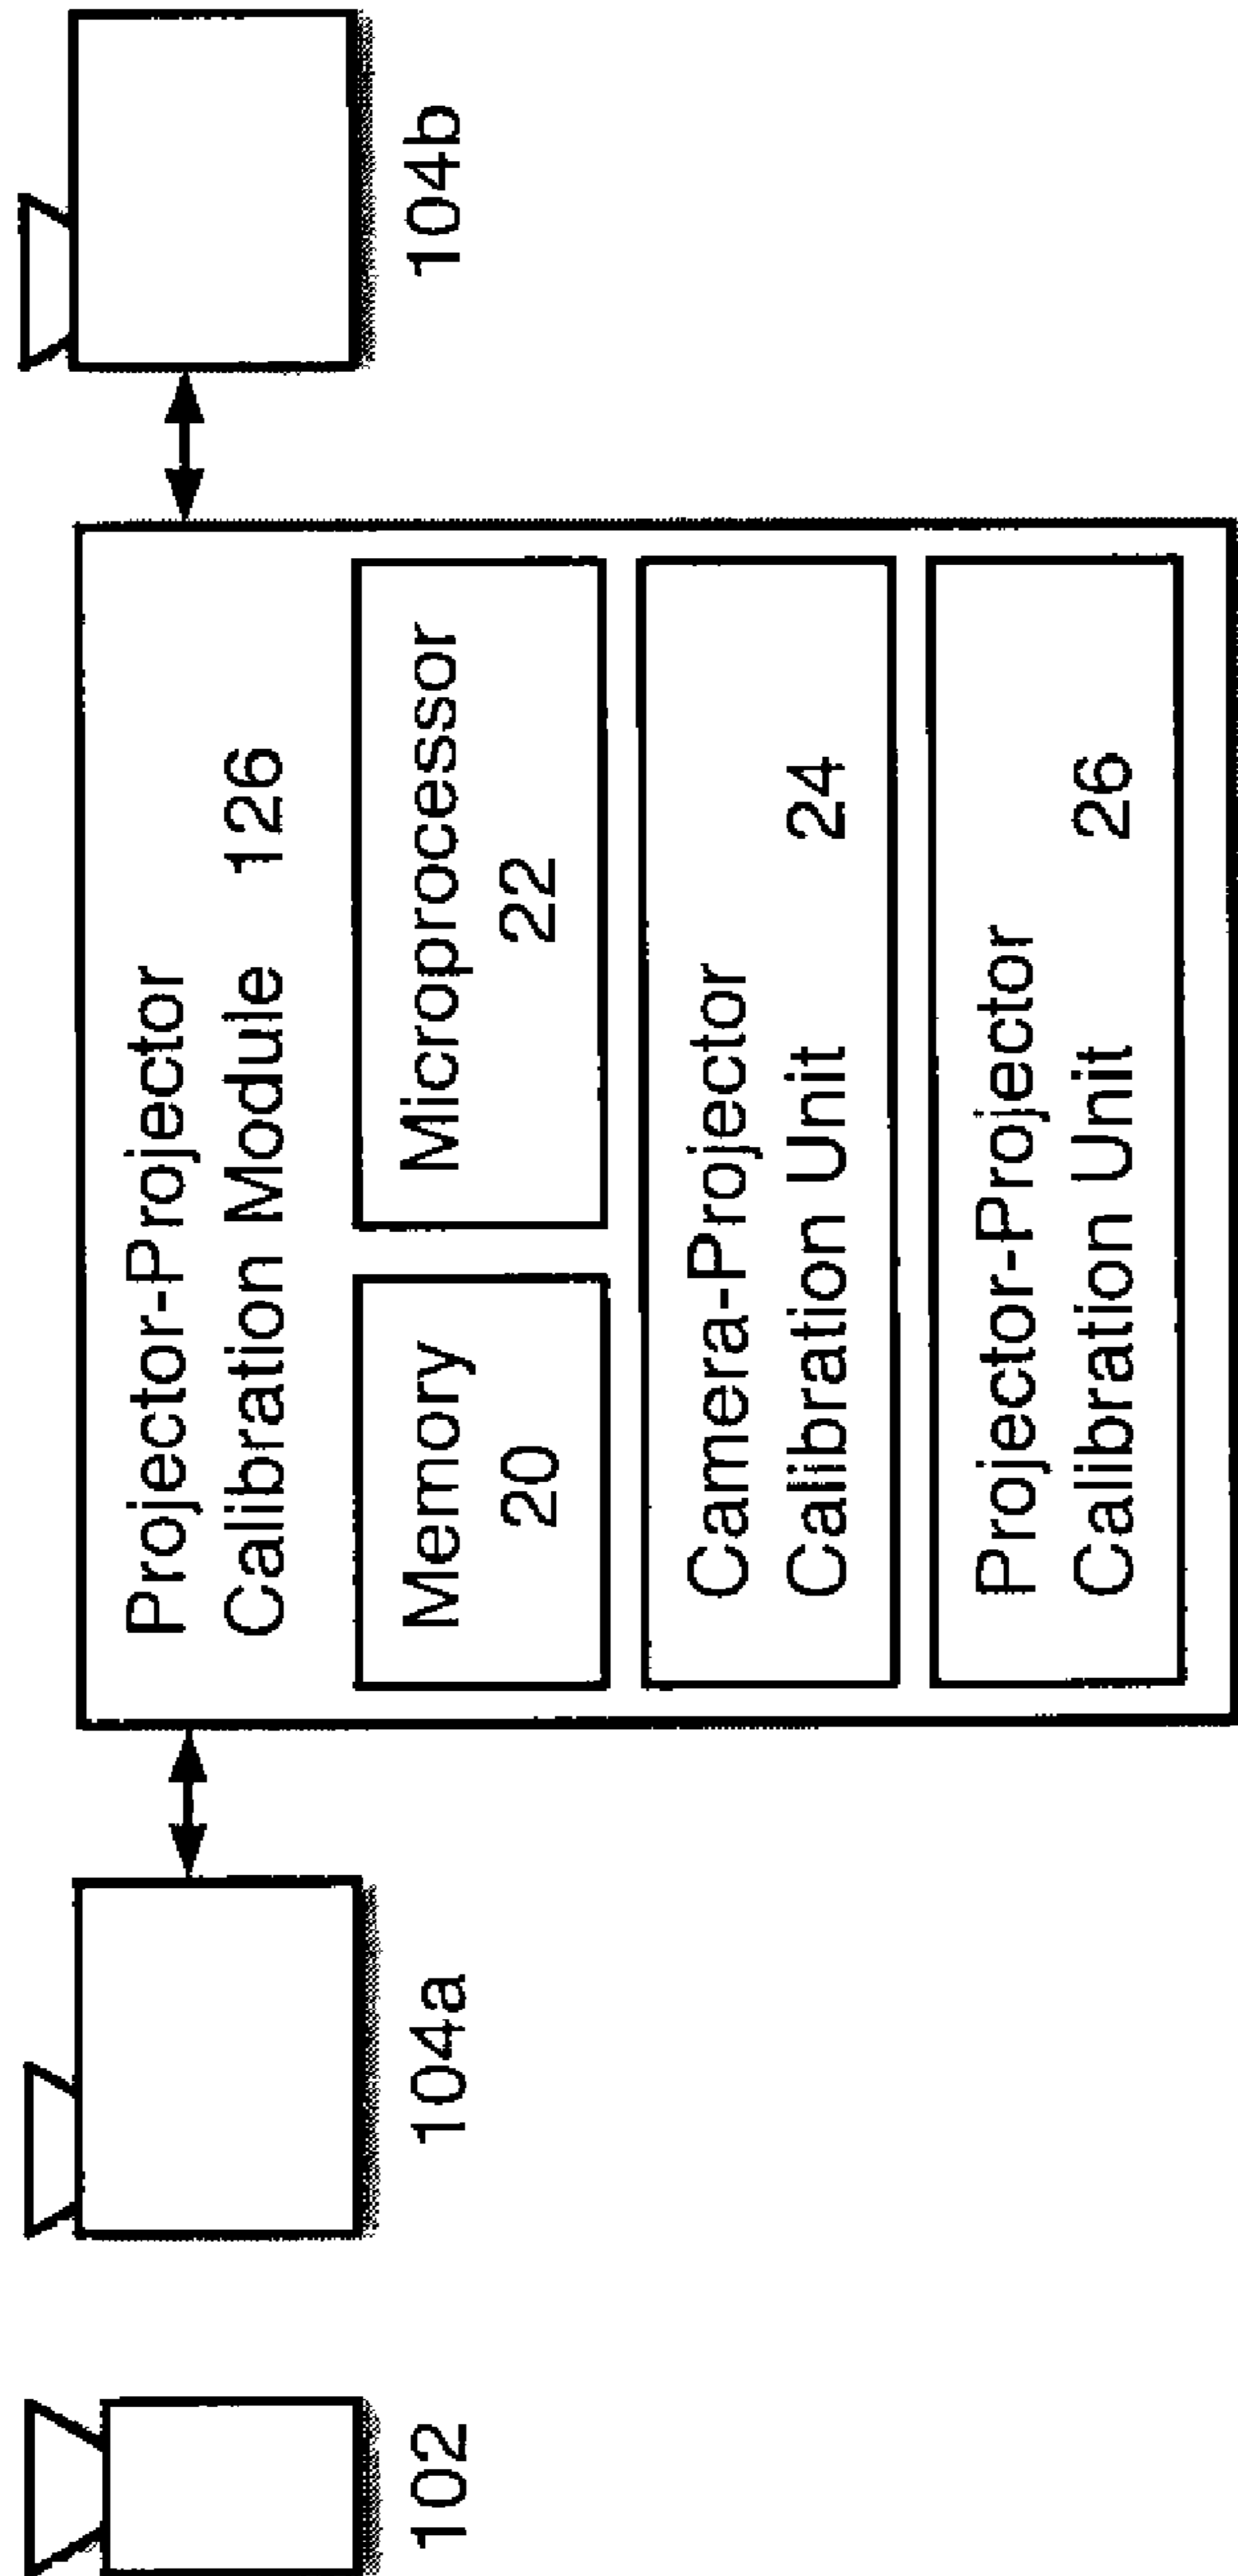 Projector-Projector
Calibration Module 126
Memory
20
Microprocessor
22
Camera-Projector
Calibration Unit 24
Projector-Projector
Calibration Unit 26
102
104a
104b